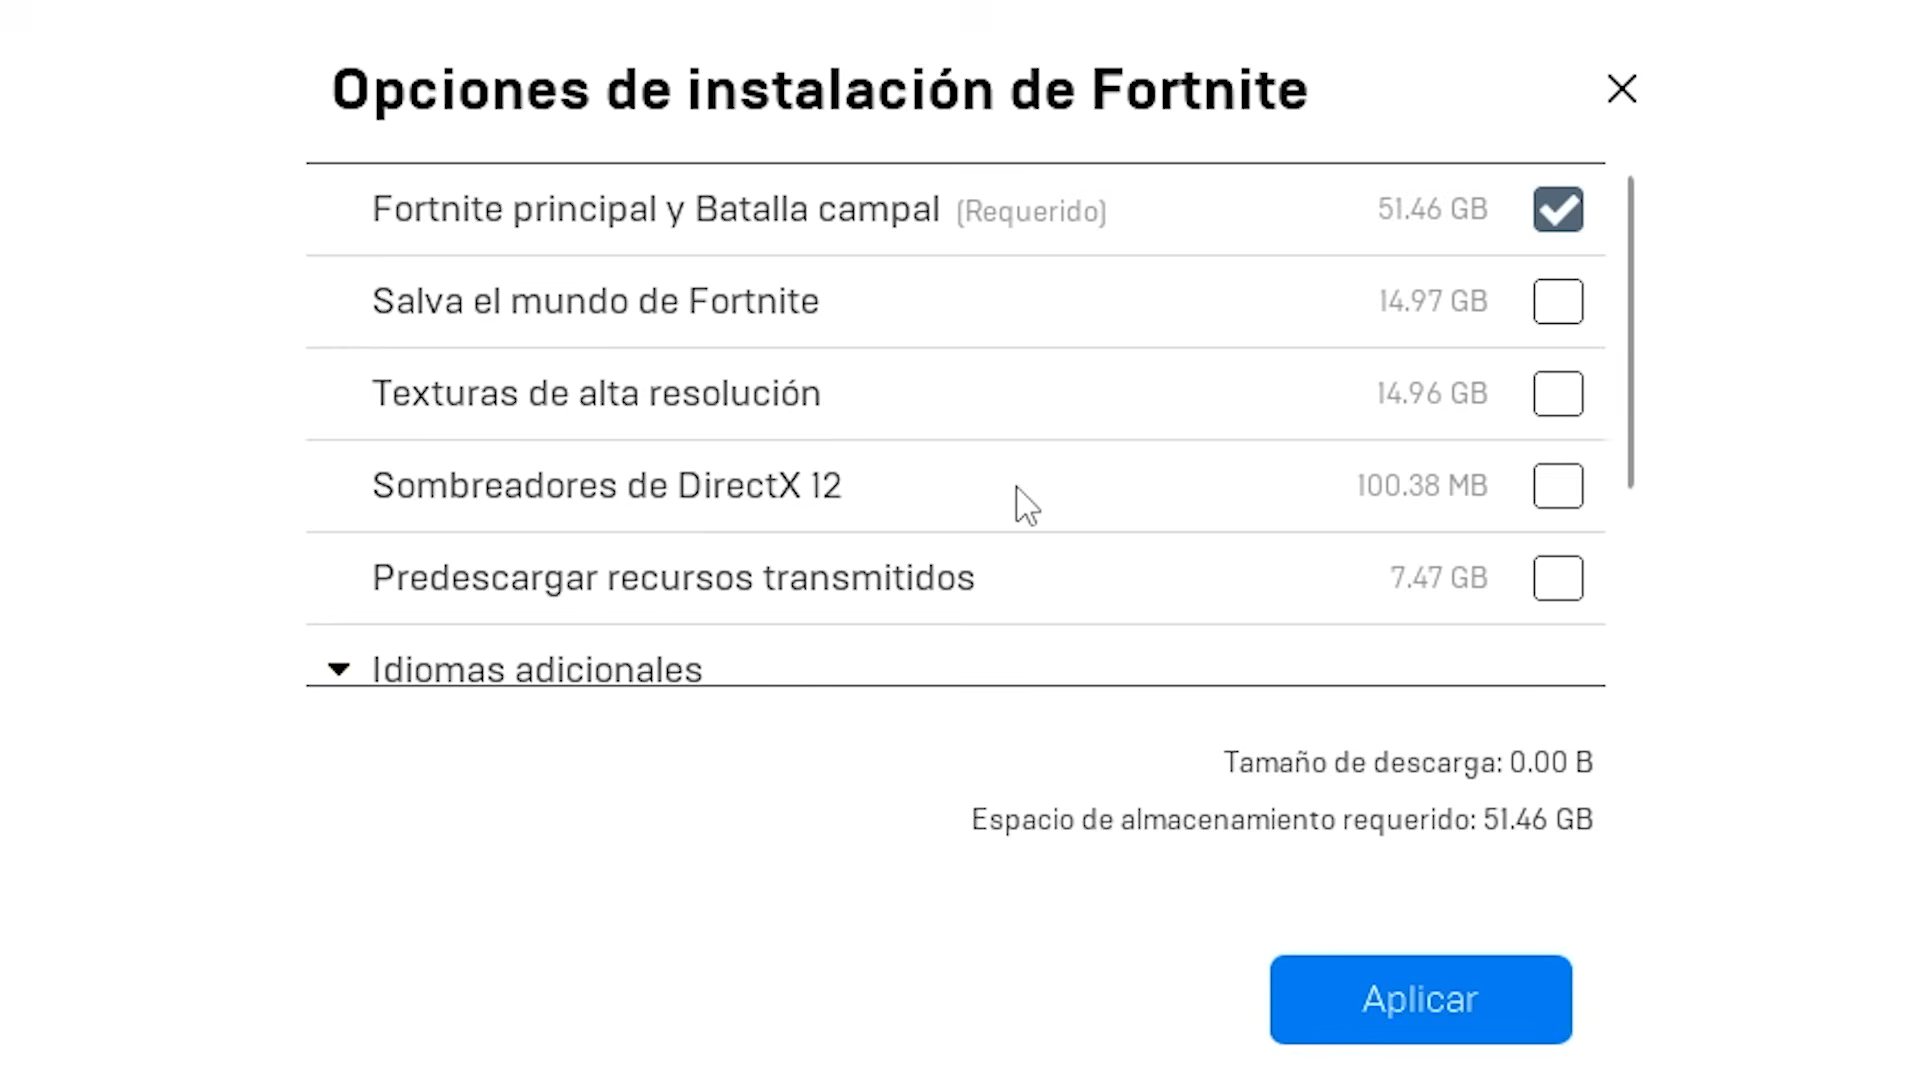 Opciones de instalación de Fortnite
Fortnite principal y Batalla campal (Requerido) 51.46 GB
Salva el mundo de Fortnite 14.97 GB
Texturas de alta resolución 14.96 GB
Sombreadores de DirectX 12 100.38 MB
Predescargar recursos transmitidos 7.47 GB
Idiomas adicionales
Tamaño de descarga: 0.00 B
Espacio de almacenamiento requerido: 51.46 GB
Aplicar